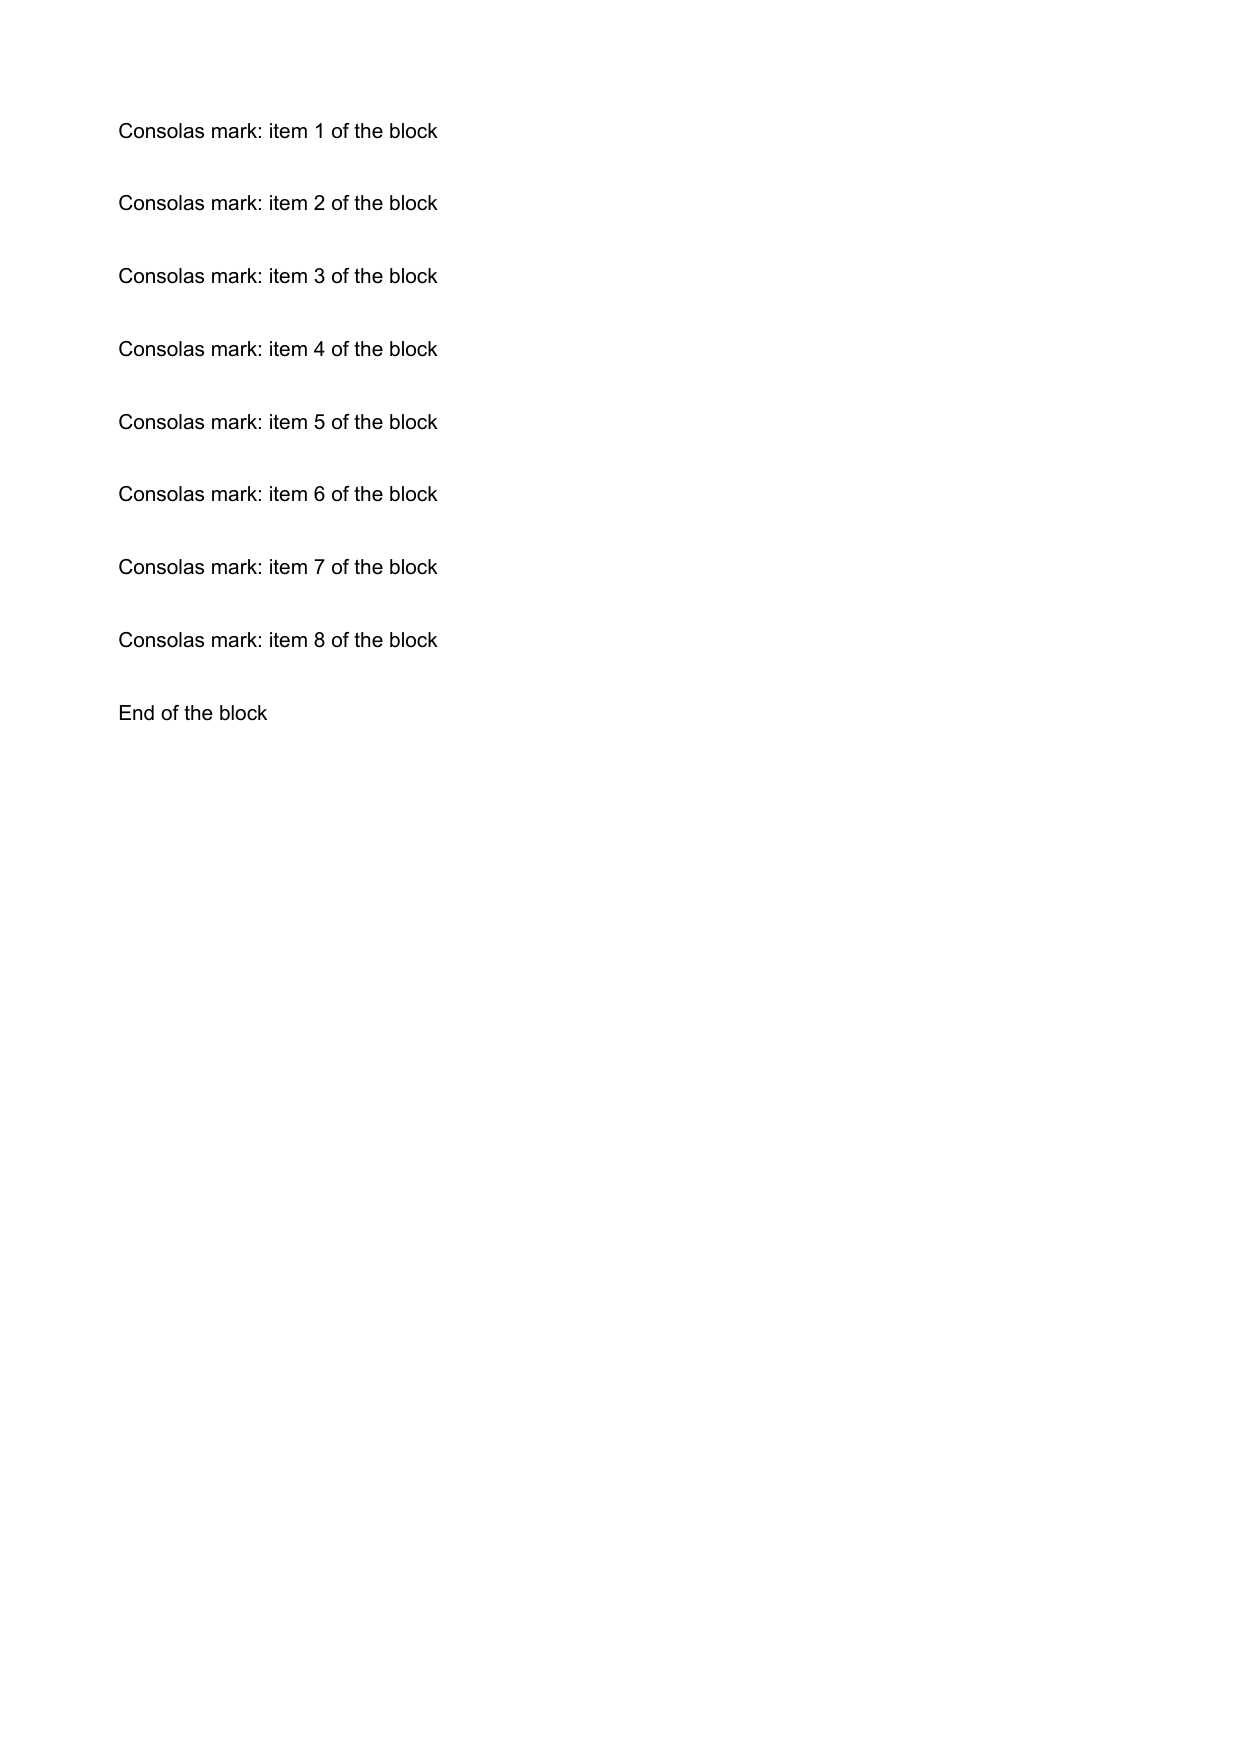 Consolas mark: item 1 of the block
Consolas mark: item 2 of the block
Consolas mark: item 3 of the block
Consolas mark: item 4 of the block
Consolas mark: item 5 of the block
Consolas mark: item 6 of the block
Consolas mark: item 7 of the block
Consolas mark: item 8 of the block
End of the block